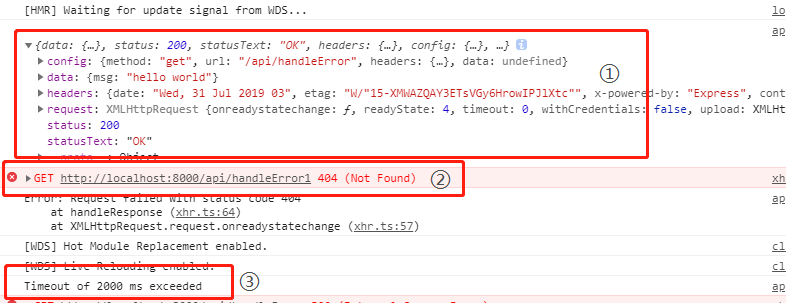 [HMR] Waiting for update signal from WDS... lo
ap
▼{data: {…}, status: 200, statusText: "OK", headers: {…}, config: {…}, …} i
▶config: {method: "get", url: "/api/handleError", headers: {…}, data: undefined} ①
▶data: {msg: "hello world"}
▶headers: {date: "Wed, 31 Jul 2019 03", etag: "W/"15-XMWAZQAY3ETsVGy6HrowIPJlXtc"", x-powered-by: "Express", cont
▶request: XMLHttpRequest {onreadystatechange: ƒ, readyState: 4, timeout: 0, withCredentials: false, upload: XMLHt
status: 200
statusText: "OK"
Object
▶GET http://localhost:8000/api/handleError1 404 (Not Found) ② xh
Error: Request failed with status code 404 ap
at handleResponse (xhr.ts:64)
at XMLHttpRequest.request.onreadystatechange (xhr.ts:57)
[WDS] Hot Module Replacement enabled. cl
[WDS] Live Reloading enabled. cl
Timeout of 2000 ms exceeded ③ ap